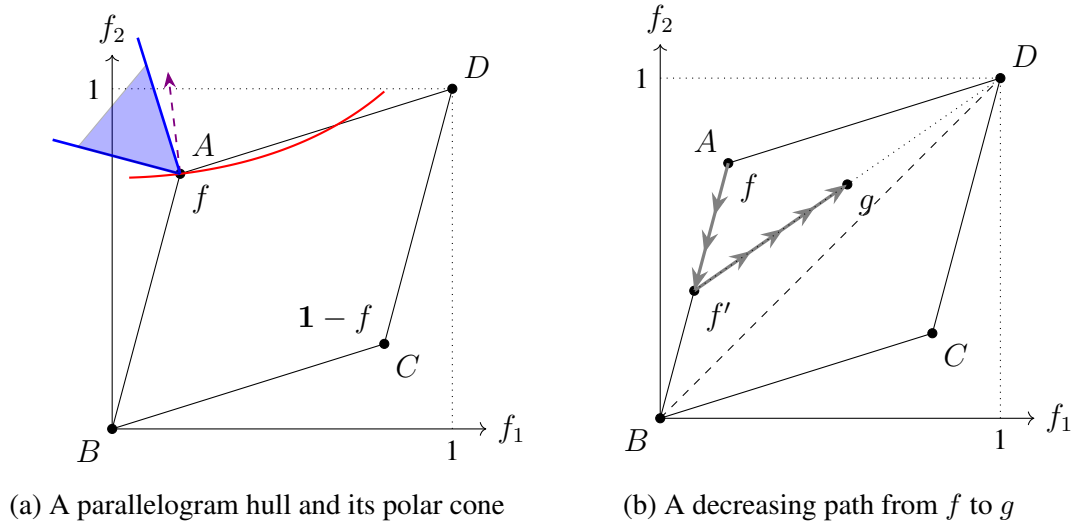 f₂
1
A
f
D
1 − f
C
B
1
f₁
(a) A parallelogram hull and its polar cone
f₂
1
A
f
D
g
f′
C
B
1
f₁
(b) A decreasing path from f to g